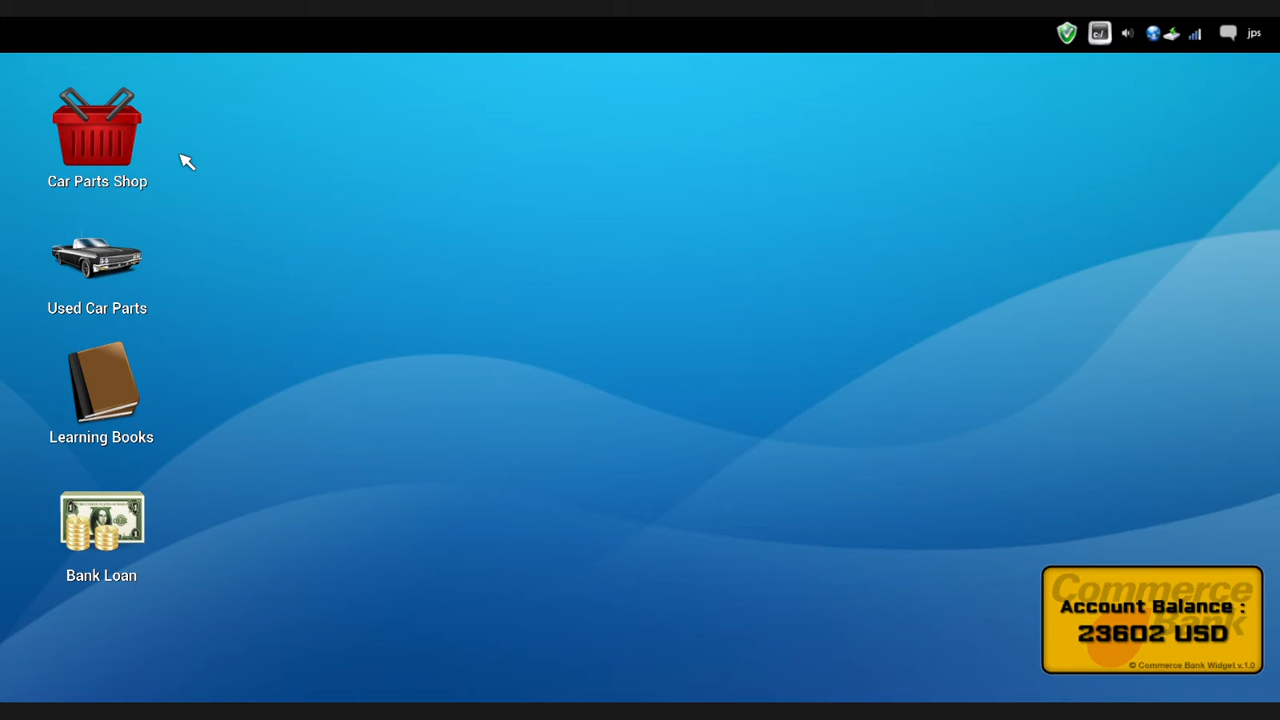 c:/
jps
Car Parts Shop
Used Car Parts
Learning Books
Bank Loan
Commerce
Bank
Account Balance :
23602 USD
© Commerce Bank Widget v.1.0